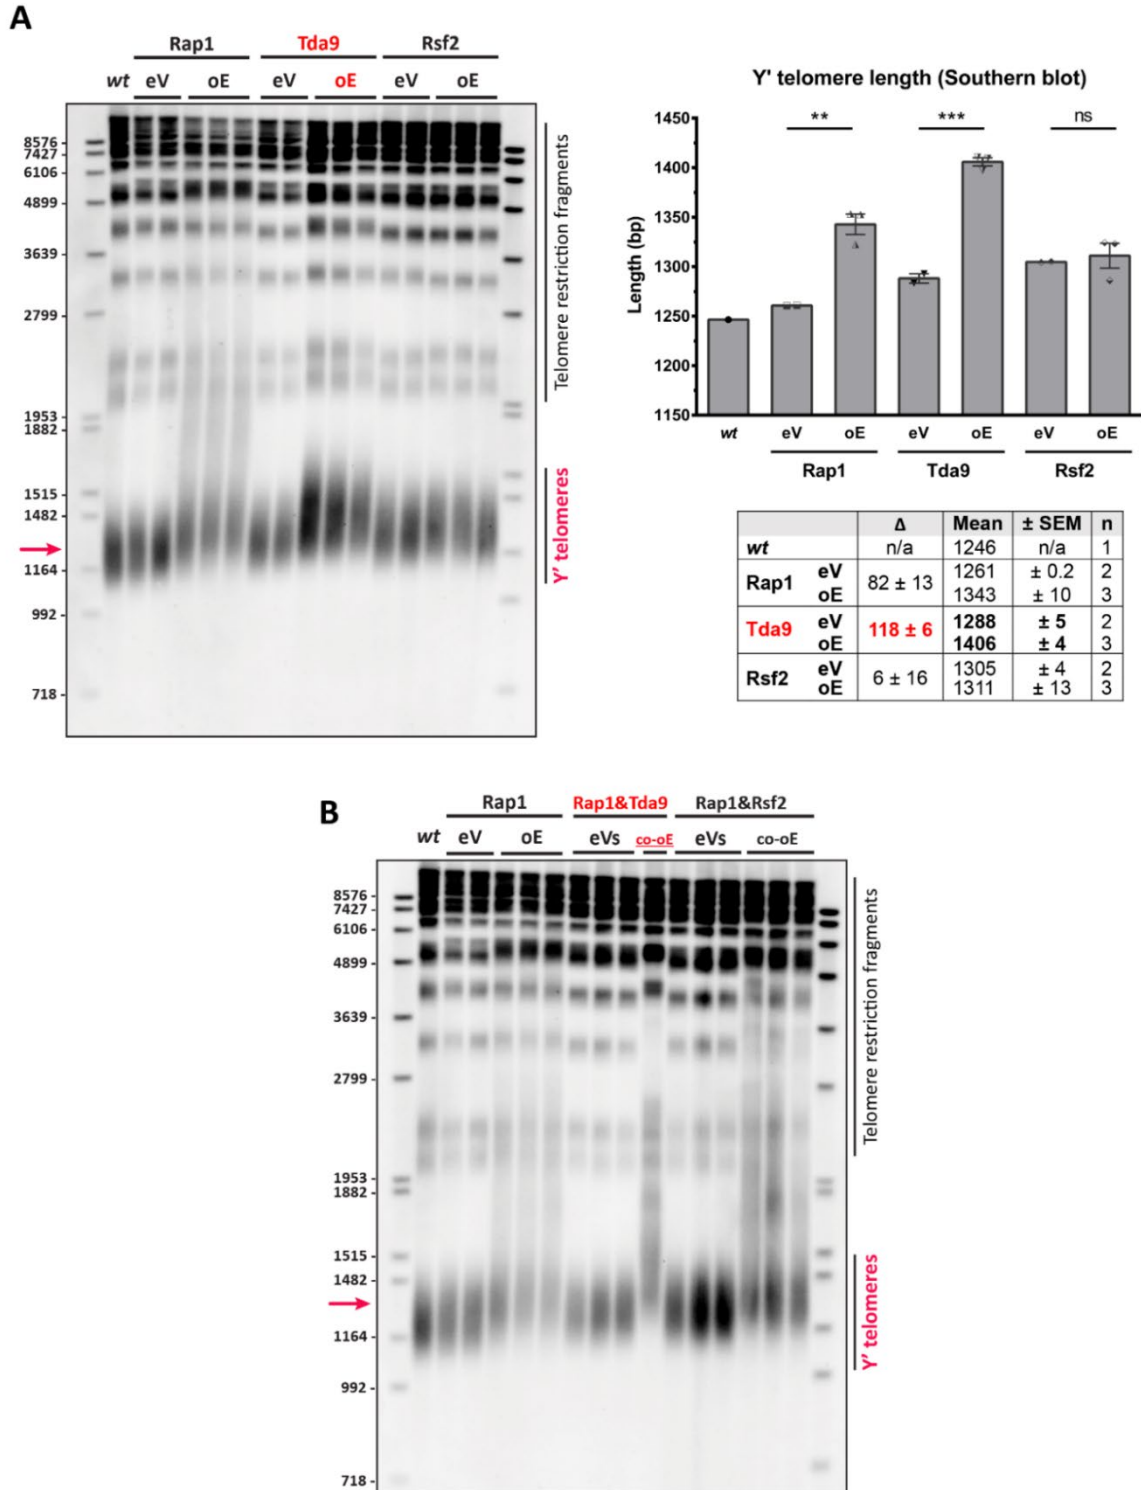 A
Rap1 Tda9 Rsf2
wt eV oE eV oE eV oE
8576 -
7427 -
6106 -
4899 -
3639 -
2799 -
1953 -
1882 -
1515 -
1482 -
1164 -
992 -
718 -
Telomere restriction fragments
Y' telomeres
Y' telomere length (Southern blot)
Length (bp)
1450
1400
1350
1300
1250
1200
1150
** *** ns
wt eV oE eV oE eV oE
Rap1 Tda9 Rsf2
Δ Mean ± SEM n
wt n/a 1246 n/a 1
Rap1 eV 82 ± 13 1261 ± 0.2 2
oE 1343 ± 10 3
Tda9 eV 118 ± 6 1288 ± 5 2
oE 1406 ± 4 3
Rsf2 eV 6 ± 16 1305 ± 4 2
oE 1311 ± 13 3
B
Rap1 Rap1&Tda9 Rap1&Rsf2
wt eV oE eVs co-oE eVs co-oE
8576 -
7427 -
6106 -
4899 -
3639 -
2799 -
1953 -
1882 -
1515 -
1482 -
1164 -
992 -
718 -
Telomere restriction fragments
Y' telomeres